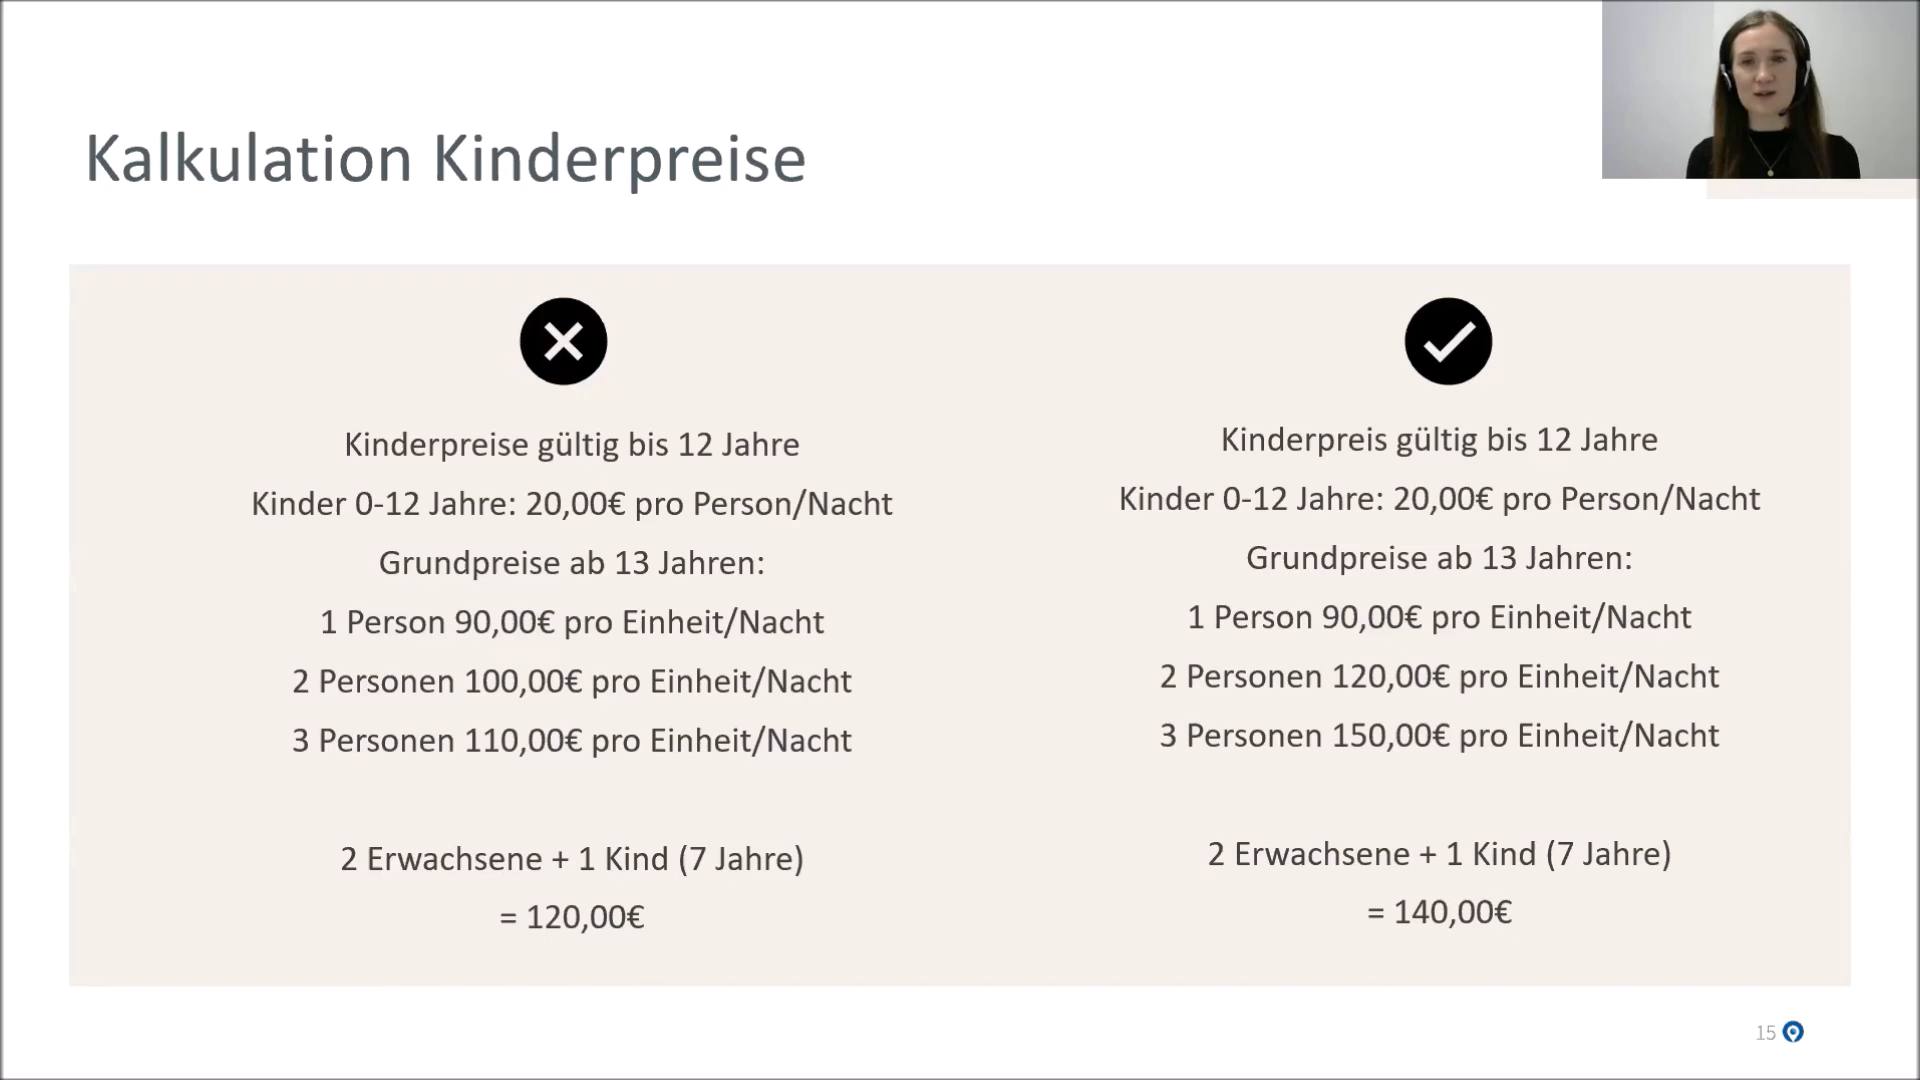 Kalkulation Kinderpreise
Kinderpreise gültig bis 12 Jahre
Kinder 0-12 Jahre: 20,00€ pro Person/Nacht
Grundpreise ab 13 Jahren:
1 Person 90,00€ pro Einheit/Nacht
2 Personen 100,00€ pro Einheit/Nacht
3 Personen 110,00€ pro Einheit/Nacht
2 Erwachsene + 1 Kind (7 Jahre)
= 120,00€
Kinderpreis gültig bis 12 Jahre
Kinder 0-12 Jahre: 20,00€ pro Person/Nacht
Grundpreise ab 13 Jahren:
1 Person 90,00€ pro Einheit/Nacht
2 Personen 120,00€ pro Einheit/Nacht
3 Personen 150,00€ pro Einheit/Nacht
2 Erwachsene + 1 Kind (7 Jahre)
= 140,00€
15